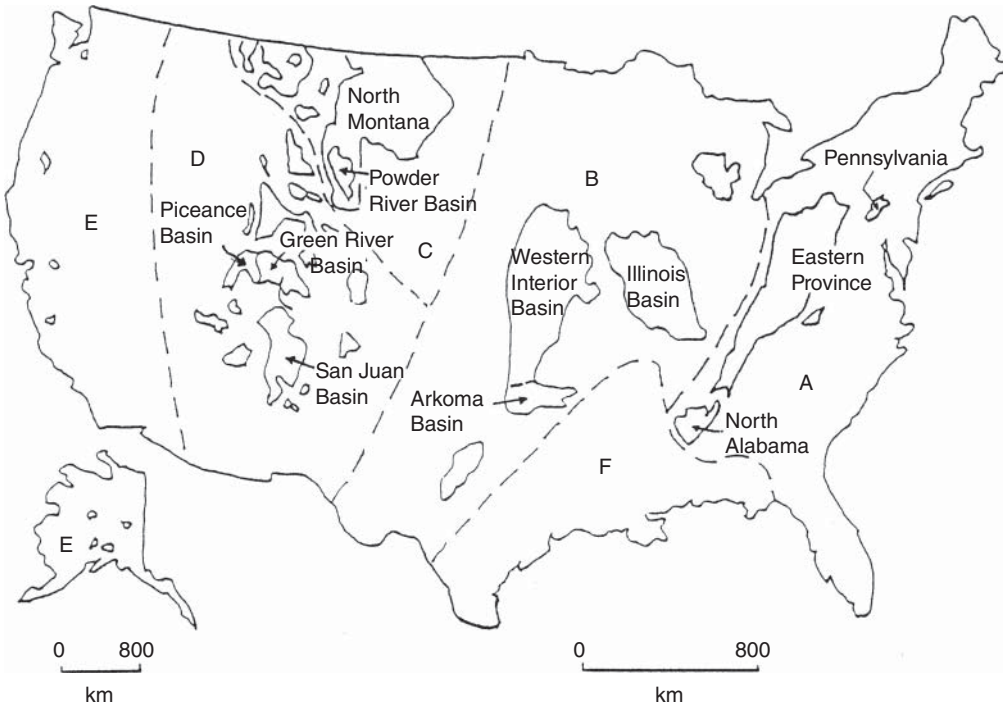 North
Montana
Pennsylvania
D
B
Powder
River Basin
Piceance
Basin
E
Green River
Basin
C
Western
Interior
Basin
Illinois
Basin
Eastern
Province
San Juan
Basin
Arkoma
Basin
A
North
Alabama
F
E
0 800
km
0 800
km